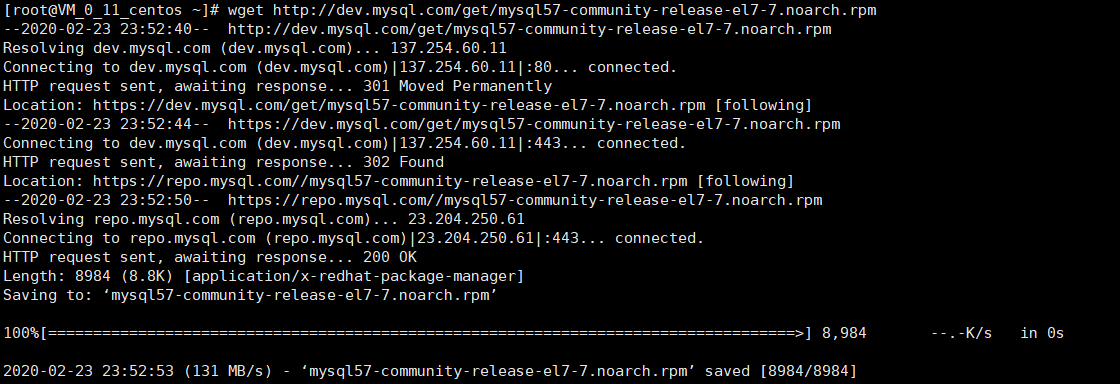 [root@VM_0_11_centos ~]# wget http://dev.mysql.com/get/mysql57-community-release-el7-7.noarch.rpm
--2020-02-23 23:52:40--  http://dev.mysql.com/get/mysql57-community-release-el7-7.noarch.rpm
Resolving dev.mysql.com (dev.mysql.com)... 137.254.60.11
Connecting to dev.mysql.com (dev.mysql.com)|137.254.60.11|:80... connected.
HTTP request sent, awaiting response... 301 Moved Permanently
Location: https://dev.mysql.com/get/mysql57-community-release-el7-7.noarch.rpm [following]
--2020-02-23 23:52:44--  https://dev.mysql.com/get/mysql57-community-release-el7-7.noarch.rpm
Connecting to dev.mysql.com (dev.mysql.com)|137.254.60.11|:443... connected.
HTTP request sent, awaiting response... 302 Found
Location: https://repo.mysql.com//mysql57-community-release-el7-7.noarch.rpm [following]
--2020-02-23 23:52:50--  https://repo.mysql.com//mysql57-community-release-el7-7.noarch.rpm
Resolving repo.mysql.com (repo.mysql.com)... 23.204.250.61
Connecting to repo.mysql.com (repo.mysql.com)|23.204.250.61|:443... connected.
HTTP request sent, awaiting response... 200 OK
Length: 8984 (8.8K) [application/x-redhat-package-manager]
Saving to: ‘mysql57-community-release-el7-7.noarch.rpm’
100%[===================================================================================>] 8,984       --.-K/s   in 0s
2020-02-23 23:52:53 (131 MB/s) - ‘mysql57-community-release-el7-7.noarch.rpm’ saved [8984/8984]